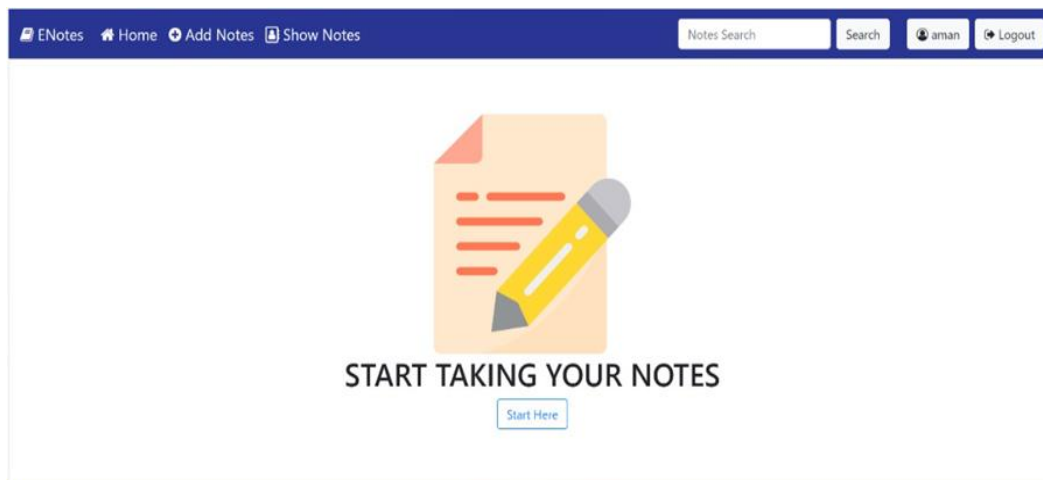 ENotes Home Add Notes Show Notes Notes Search Search aman Logout
START TAKING YOUR NOTES
Start Here